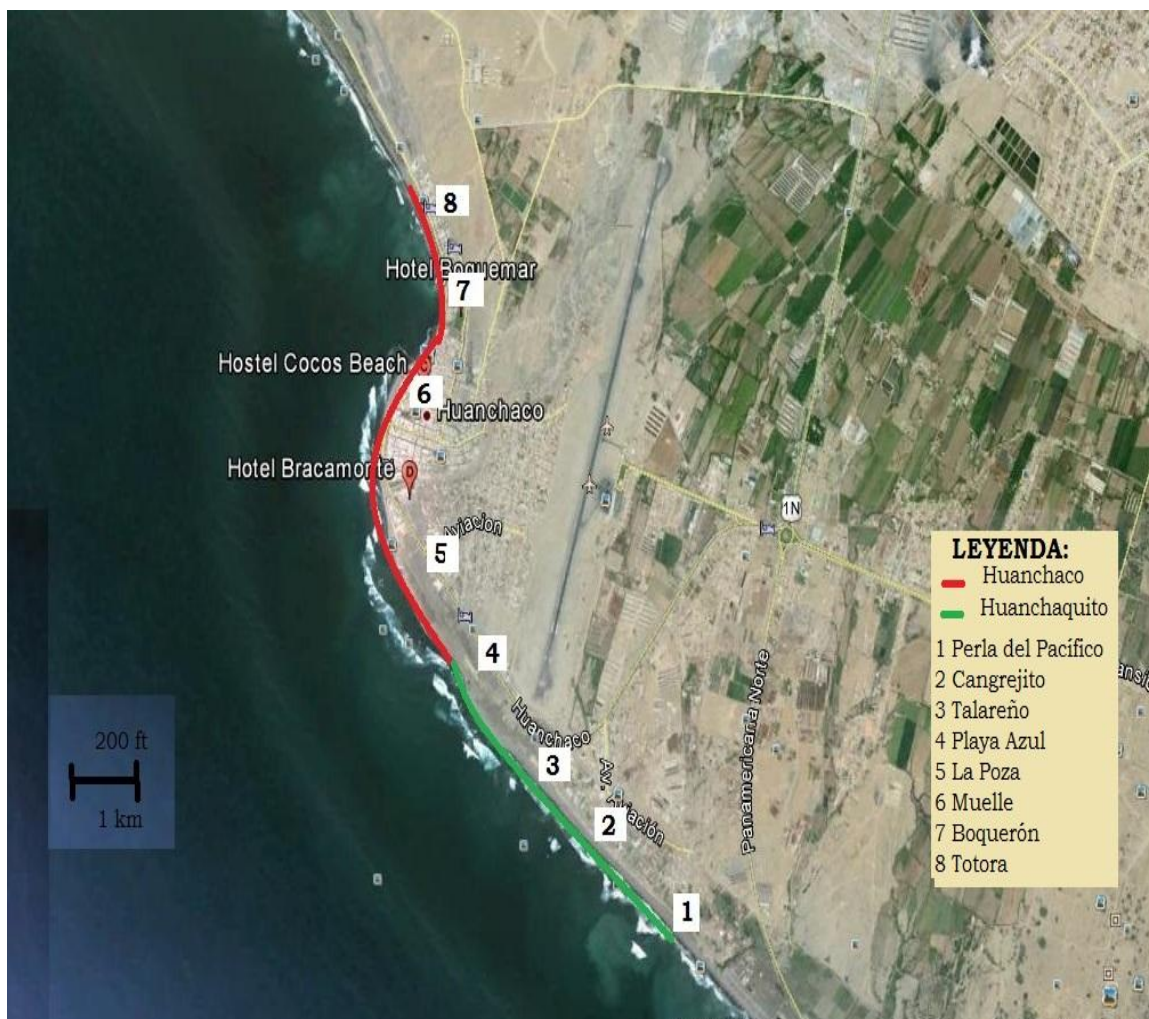 8
Hotel Boquemar
7
Hostel Cocos Beach
C
6
Huanchaco
Hotel Bracamonte
D
Aviacion
5
1N
4
Huanchaco
3
Av. Aviación
2
Panamericana Norte
1
200 ft
1 km
LEYENDA:
Huanchaco
Huanchaquito
1 Perla del Pacífico
2 Cangrejito
3 Talareño
4 Playa Azul
5 La Poza
6 Muelle
7 Boquerón
8 Totora